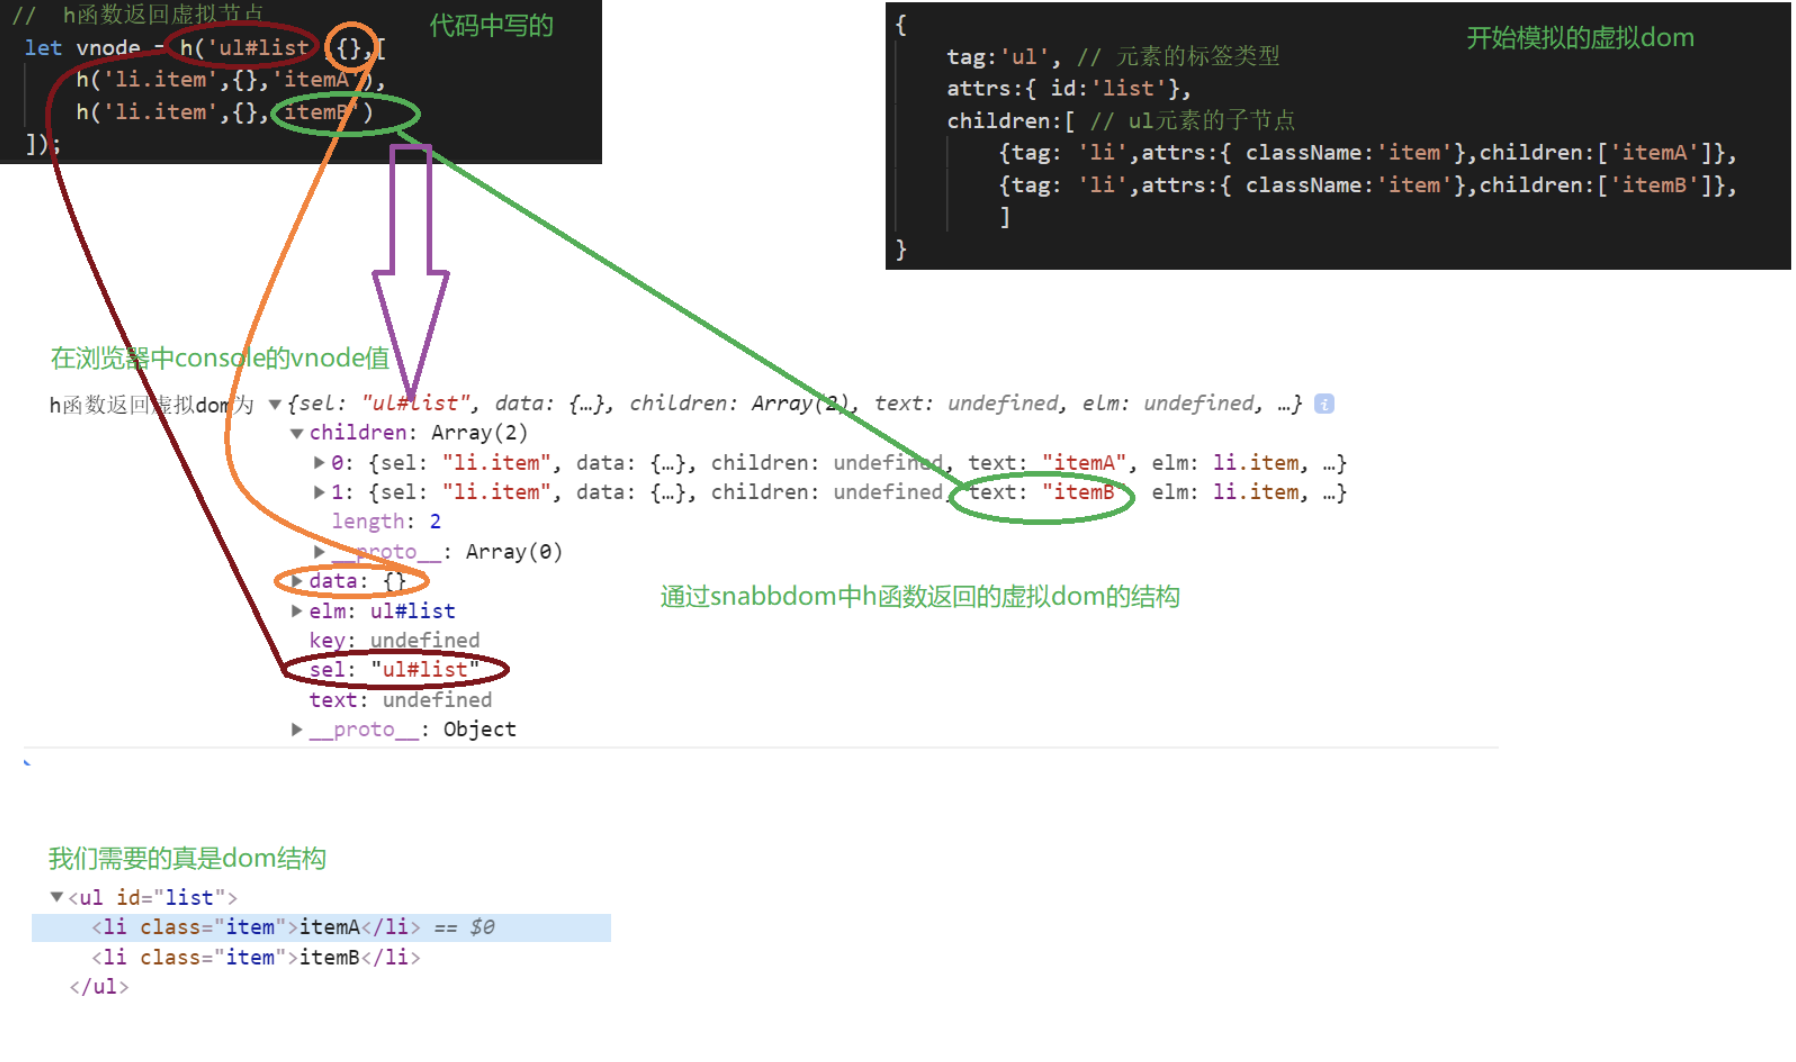 // h函数返回虚拟节点
let vnode = h('ul#list {},[
h('li.item',{},'itemA'),
h('li.item',{},'itemB')
]);
代码中写的
{
tag:'ul', // 元素的标签类型
attrs:{ id:'list'},
children:[ // ul元素的子节点
{tag: 'li',attrs:{ className:'item'},children:['itemA']},
{tag: 'li',attrs:{ className:'item'},children:['itemB']},
]
}
开始模拟的虚拟dom
在浏览器中console的vnode值
h函数返回虚拟dom为 ▼{sel: "ul#list", data: {…}, children: Array(2), text: undefined, elm: undefined, …} i
▼children: Array(2)
▶0: {sel: "li.item", data: {…}, children: undefined, text: "itemA", elm: li.item, …}
▶1: {sel: "li.item", data: {…}, children: undefined, text: "itemB" elm: li.item, …}
length: 2
▶__proto__: Array(0)
▶data: {}
▶elm: ul#list
key: undefined
sel: "ul#list"
text: undefined
▶__proto__: Object
通过snabbdom中h函数返回的虚拟dom的结构
我们需要的真是dom结构
▼<ul id="list">
<li class="item">itemA</li> == $0
<li class="item">itemB</li>
</ul>